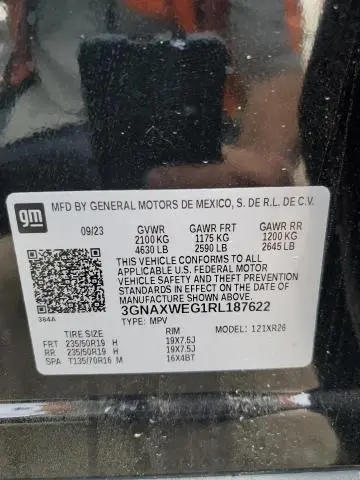 gm
MFD BY GENERAL MOTORS DE MEXICO, S. DE R.L. DE C.V.
09/23 GVWR GAWR FRT GAWR RR
2100 KG 1175 KG 1200 KG
4630 LB 2590 LB 2645 LB
THIS VEHICLE CONFORMS TO ALL APPLICABLE
U.S. FEDERAL MOTOR VEHICLE SAFETY
AND THEFT PREVENTION STANDARDS IN EFFECT
ON THE DATE OF MANUFACTURE SHOWN ABOVE.
384A
3GNAXWEG1RL187622
TYPE: MPV MODEL: 121XR26
TIRE SIZE RIM
FRT 235/50R19 H 19X7.5J
RR 235/50R19 H 19X7.5J
SPA T135/70R16 M 16X4BT